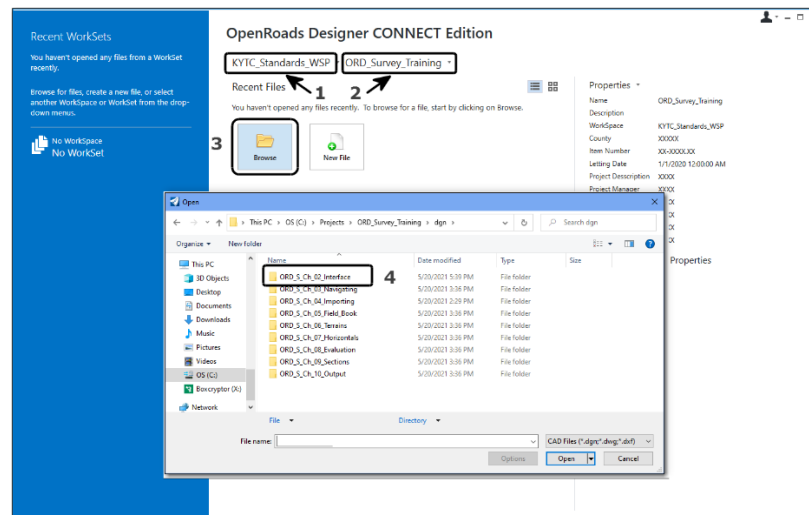 Recent WorkSets
You haven't opened any files from a WorkSet
recently.
Browse for files, create a new file, or select
another WorkSpace or WorkSet from the drop-
down menus.
No WorkSpace
No WorkSet
OpenRoads Designer CONNECT Edition
KYTC_Standards_WSP
ORD_Survey_Training
1
2
Recent Files
You haven't opened any files recently. To browse for a file, start by clicking on Browse.
3
Browse
New File
Properties
Name ORD_Survey_Training
Description
WorkSpace KYTC_Standards_WSP
County XXXXX
Item Number XX-XXXX.XX
Letting Date 1/1/2020 12:00:00 AM
Project Description XXXX
Project Manager XXXX
Properties
Open
This PC > OS (C:) > Projects > ORD_Survey_Training > dgn >
Search dgn
Organize
New folder
This PC
3D Objects
Desktop
Documents
Downloads
Music
Pictures
Videos
OS (C:)
Boxcryptor (X:)
Network
Name Date modified Type Size
ORD_S_Ch_02_Interface 5/20/2021 5:39 PM File folder
4
ORD_S_Ch_03_Navigating 5/20/2021 3:36 PM File folder
ORD_S_Ch_04_Importing 5/20/2021 2:29 PM File folder
ORD_S_Ch_05_Field_Book 5/20/2021 3:36 PM File folder
ORD_S_Ch_06_Terrains 5/20/2021 3:36 PM File folder
ORD_S_Ch_07_Horizontals 5/20/2021 3:36 PM File folder
ORD_S_Ch_08_Evaluation 5/20/2021 3:36 PM File folder
ORD_S_Ch_09_Sections 5/20/2021 3:36 PM File folder
ORD_S_Ch_10_Output 5/20/2021 3:36 PM File folder
File
Directory
File name:
CAD Files (*.dgn;*.dwg;*.dxf)
Options
Open
Cancel